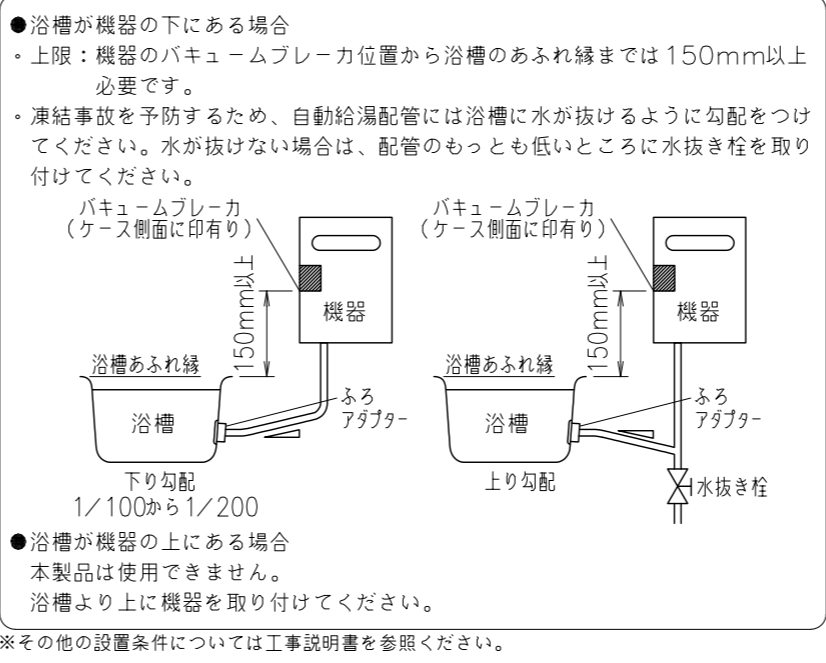 ●浴槽が機器の下にある場合
・上限：機器のバキュームブレーカ位置から浴槽のあふれ縁までは150mm以上
必要です。
・凍結事故を予防するため、自動給湯配管には浴槽に水が抜けるように勾配をつけ
てください。水が抜けない場合は、配管のもっとも低いところに水抜き栓を取り
付けてください。
バキュームブレーカ
(ケース側面に印有り)
150mm以上
機器
浴槽あふれ縁
浴槽
ふろ
アダプター
下り勾配
1/100から1/200
バキュームブレーカ
(ケース側面に印有り)
150mm以上
機器
浴槽あふれ縁
浴槽
ふろ
アダプター
上り勾配
水抜き栓
●浴槽が機器の上にある場合
本製品は使用できません。
浴槽より上に機器を取り付けてください。
※その他の設置条件については工事説明書を参照ください。